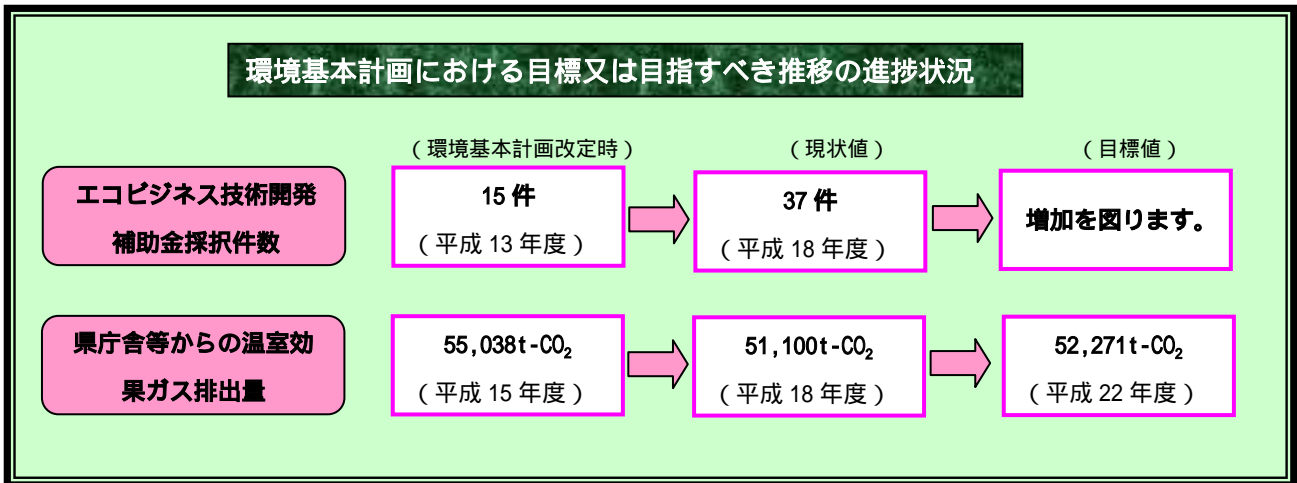 環境基本計画における目標又は目指すべき推移の進捗状況
(環境基本計画改定時)
(現状値)
(目標値)
エコビジネス技術開発
補助金採択件数
15 件
(平成 13 年度)
37 件
(平成 18 年度)
増加を図ります。
県庁舎等からの温室効
果ガス排出量
55,038t-CO₂
(平成 15 年度)
51,100t-CO₂
(平成 18 年度)
52,271t-CO₂
(平成 22 年度)